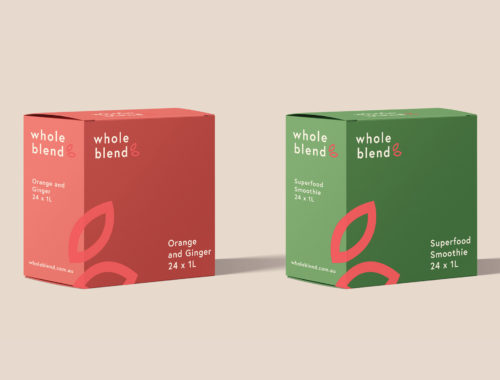 whole
blend
Orange and
Ginger
24 x 1L
wholeblend.com.au
whole
blend
Orange
and Ginger
24 x 1L
whole
blend
Superfood
Smoothie
24 x 1L
wholeblend.com.au
whole
blend
Superfood
Smoothie
24 x 1L